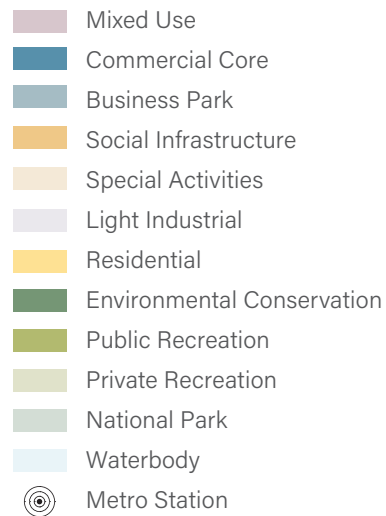 Mixed Use
Commercial Core
Business Park
Social Infrastructure
Special Activities
Light Industrial
Residential
Environmental Conservation
Public Recreation
Private Recreation
National Park
Waterbody
Metro Station